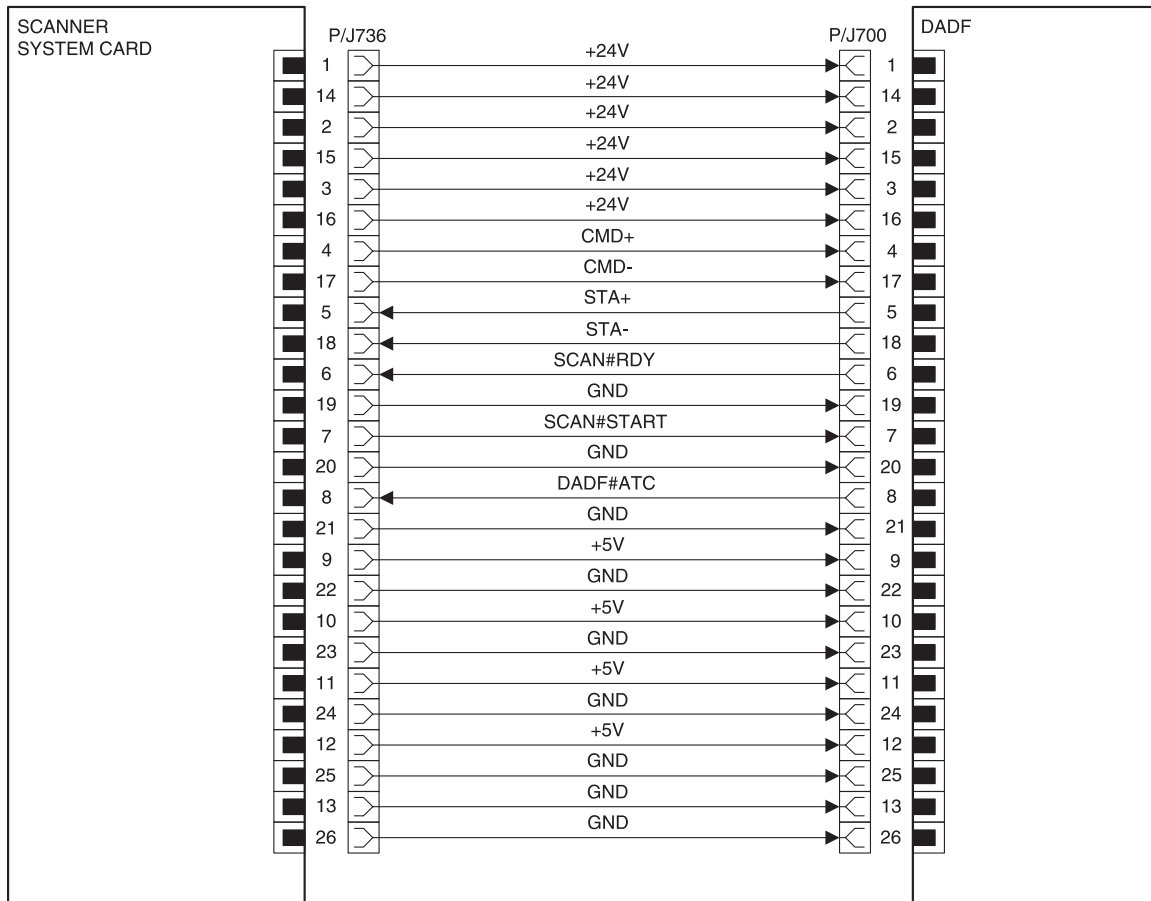 SCANNER
SYSTEM CARD
P/J736
P/J700
DADF
1 +24V 1
14 +24V 14
2 +24V 2
15 +24V 15
3 +24V 3
16 +24V 16
4 CMD+ 4
17 CMD- 17
5 STA+ 5
18 STA- 18
6 SCAN#RDY 6
19 GND 19
7 SCAN#START 7
20 GND 20
8 DADF#ATC 8
21 GND 21
9 +5V 9
22 GND 22
10 +5V 10
23 GND 23
11 +5V 11
24 GND 24
12 +5V 12
25 GND 25
13 GND 13
26 GND 26